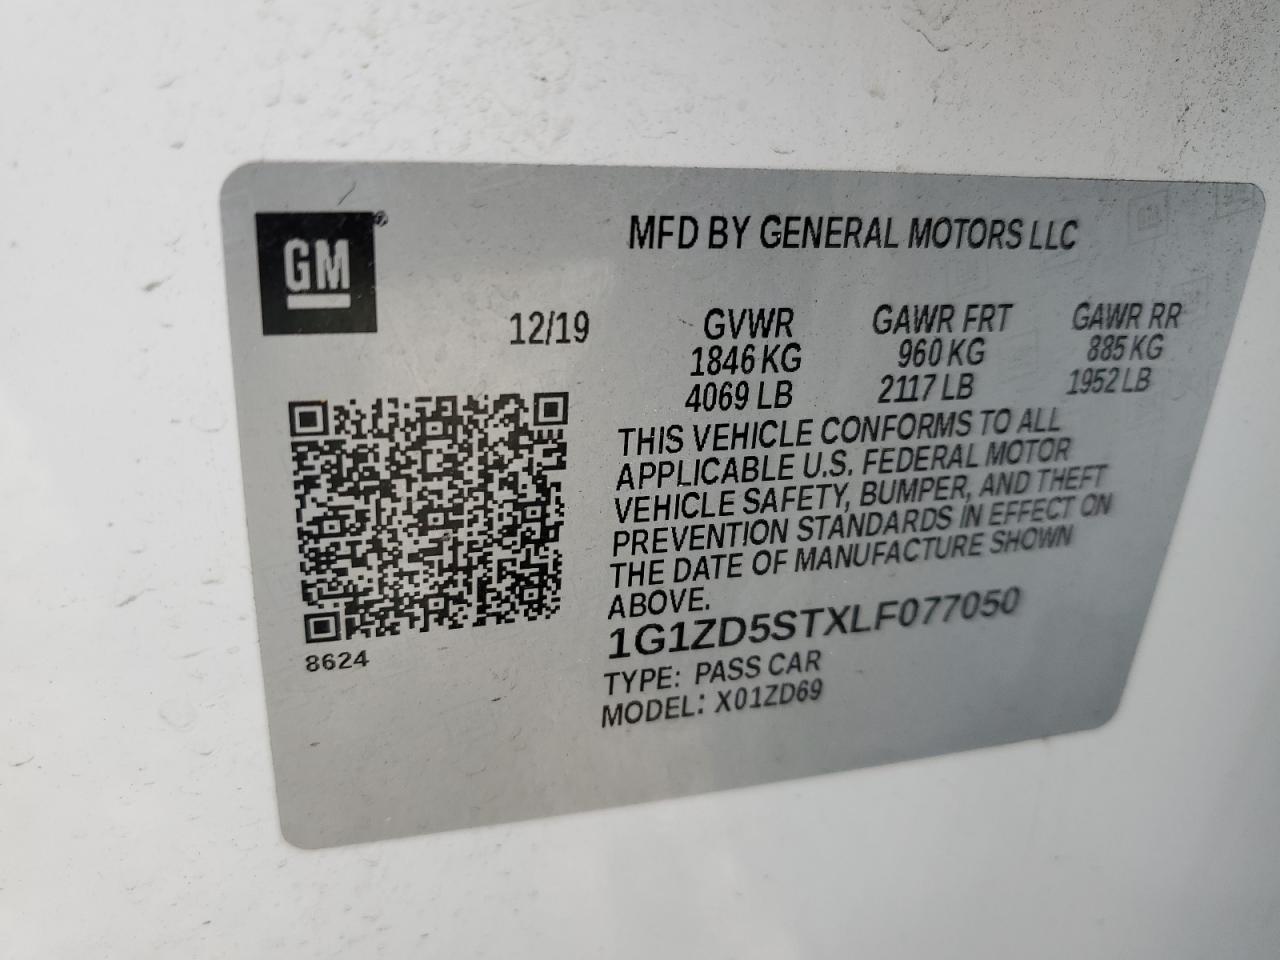 GM®
MFD BY GENERAL MOTORS LLC
12/19
GVWR GAWR FRT GAWR RR
1846 KG 960 KG 885 KG
4069 LB 2117 LB 1952 LB
THIS VEHICLE CONFORMS TO ALL
APPLICABLE U.S. FEDERAL MOTOR
VEHICLE SAFETY, BUMPER, AND THEFT
PREVENTION STANDARDS IN EFFECT ON
THE DATE OF MANUFACTURE SHOWN
ABOVE.
1G1ZD5STXLF077050
TYPE: PASS CAR
MODEL: X01ZD69
8624